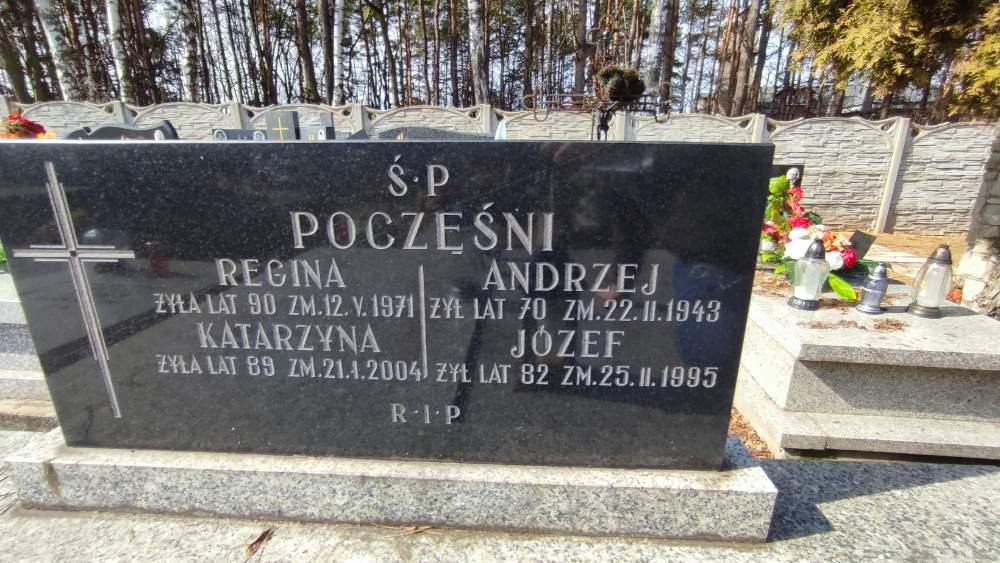 Ś·P
POCZĘŚNI
REGINA
ŻYŁA LAT 90 ZM.12.V.1971
KATARZYNA
ŻYŁA LAT 89 ZM.21.I.2004
ANDRZEJ
ŻYŁ LAT 70 ZM.22.II.1943
JÓZEF
ŻYŁ LAT 82 ZM.25.II.1995
R·I·P